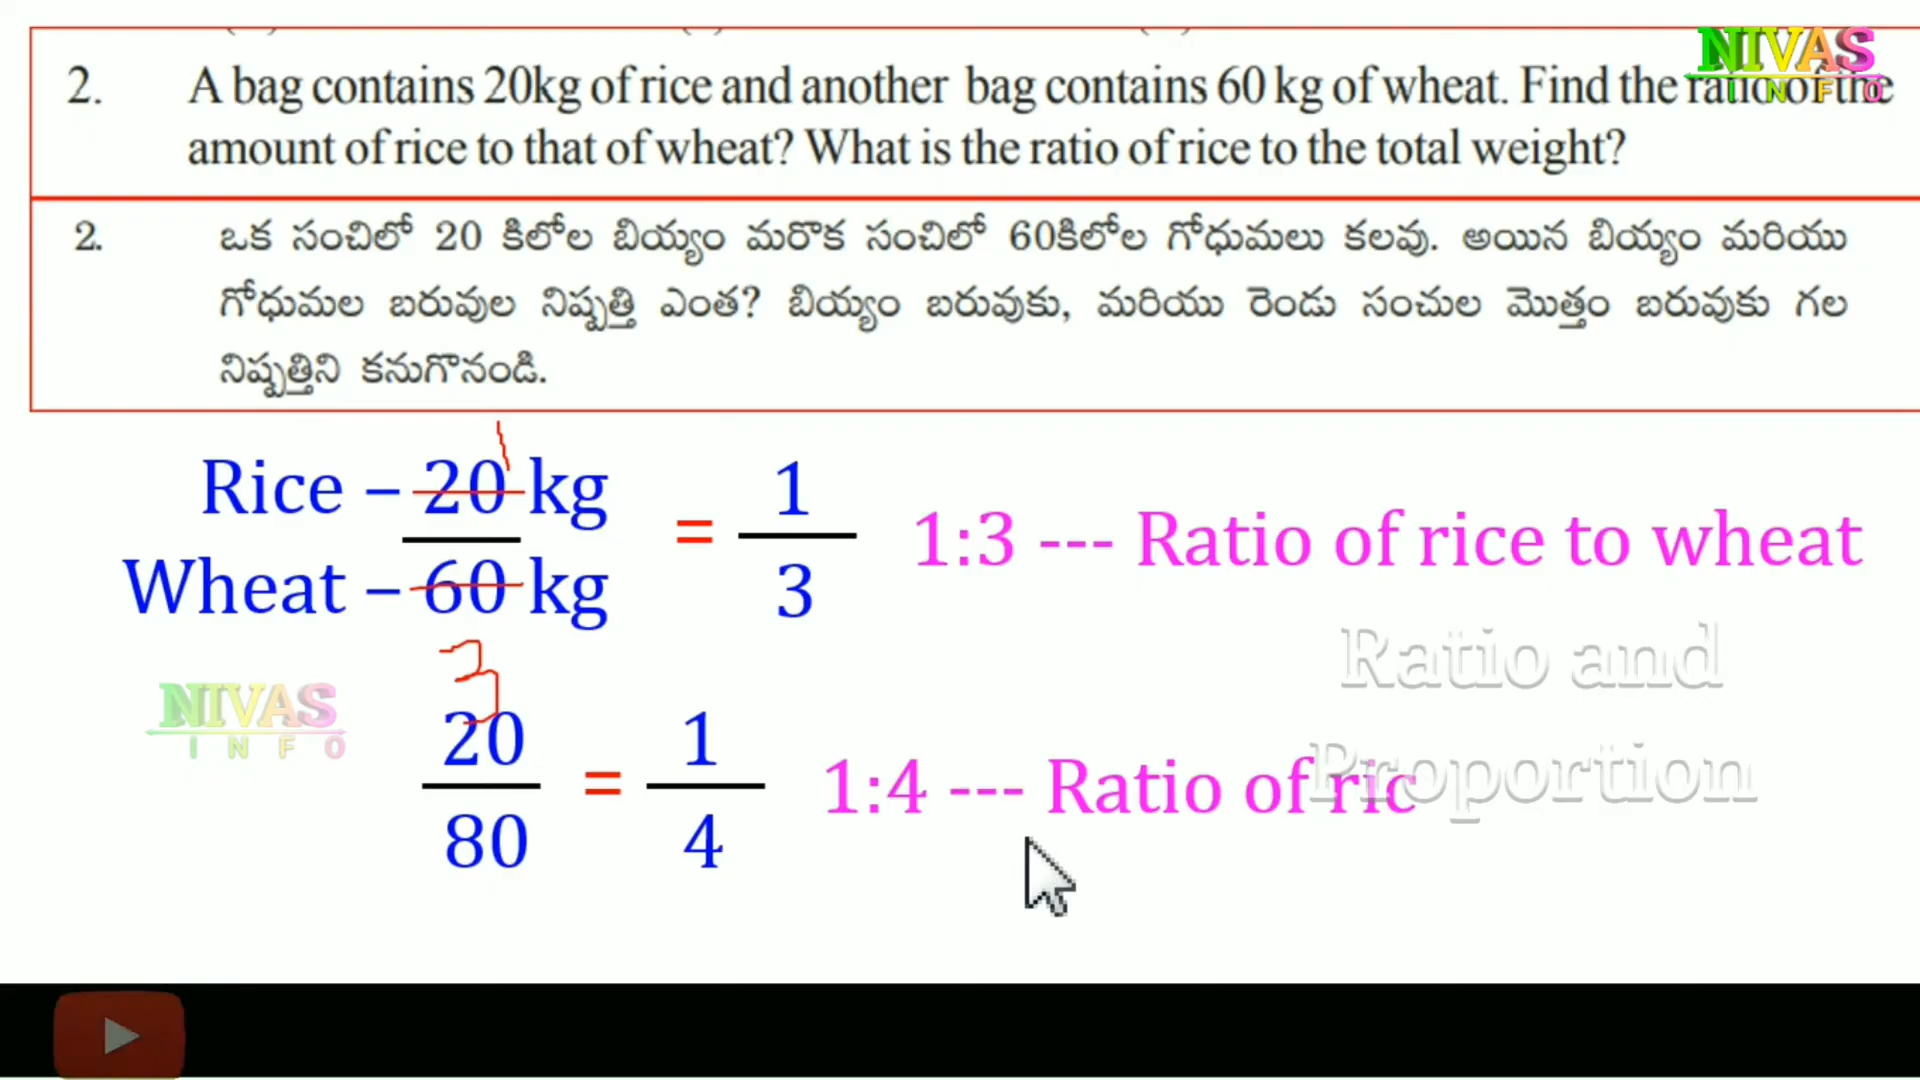 NIVAS
INFO
2. A bag contains 20kg of rice and another bag contains 60 kg of wheat. Find the ratio of the
amount of rice to that of wheat? What is the ratio of rice to the total weight?
2. ఒక సంచిలో 20 కిలోల బియ్యం మరొక సంచిలో 60కిలోల గోధుమలు కలవు. అయిన బియ్యం మరియు
గోధుమల బరువుల నిష్పత్తి ఎంత? బియ్యం బరువుకు, మరియు రెండు సంచుల మొత్తం బరువుకు గల
నిష్పత్తిని కనుగొనండి.
1
Rice – 20 kg
Wheat – 60 kg
3
= 1
3
1:3 --- Ratio of rice to wheat
Ratio and
Proportion
NIVAS
INFO
20
80
= 1
4
1:4 --- Ratio of ric